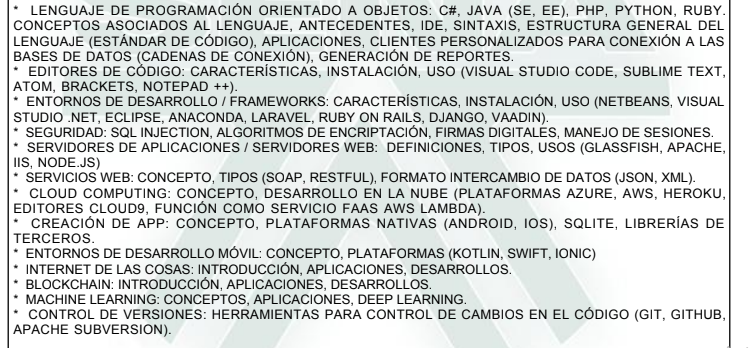 * LENGUAJE DE PROGRAMACIÓN ORIENTADO A OBJETOS: C#, JAVA (SE, EE), PHP, PYTHON, RUBY.
CONCEPTOS ASOCIADOS AL LENGUAJE, ANTECEDENTES, IDE, SINTAXIS, ESTRUCTURA GENERAL DEL
LENGUAJE (ESTÁNDAR DE CÓDIGO), APLICACIONES, CLIENTES PERSONALIZADOS PARA CONEXIÓN A LAS
BASES DE DATOS (CADENAS DE CONEXIÓN), GENERACIÓN DE REPORTES.
* EDITORES DE CÓDIGO: CARACTERÍSTICAS, INSTALACIÓN, USO (VISUAL STUDIO CODE, SUBLIME TEXT,
ATOM, BRACKETS, NOTEPAD ++).
* ENTORNOS DE DESARROLLO / FRAMEWORKS: CARACTERÍSTICAS, INSTALACIÓN, USO (NETBEANS, VISUAL
STUDIO .NET, ECLIPSE, ANACONDA, LARAVEL, RUBY ON RAILS, DJANGO, VAADIN).
* SEGURIDAD: SQL INJECTION, ALGORITMOS DE ENCRIPTACIÓN, FIRMAS DIGITALES, MANEJO DE SESIONES.
* SERVIDORES DE APLICACIONES / SERVIDORES WEB: DEFINICIONES, TIPOS, USOS (GLASSFISH, APACHE,
IIS, NODE.JS)
* SERVICIOS WEB: CONCEPTO, TIPOS (SOAP, RESTFUL), FORMATO INTERCAMBIO DE DATOS (JSON, XML).
* CLOUD COMPUTING: CONCEPTO, DESARROLLO EN LA NUBE (PLATAFORMAS AZURE, AWS, HEROKU,
EDITORES CLOUD9, FUNCIÓN COMO SERVICIO FAAS AWS LAMBDA).
* CREACIÓN DE APP: CONCEPTO, PLATAFORMAS NATIVAS (ANDROID, IOS), SQLITE, LIBRERÍAS DE
TERCEROS.
* ENTORNOS DE DESARROLLO MÓVIL: CONCEPTO, PLATAFORMAS (KOTLIN, SWIFT, IONIC)
* INTERNET DE LAS COSAS: INTRODUCCIÓN, APLICACIONES, DESARROLLOS.
* BLOCKCHAIN: INTRODUCCIÓN, APLICACIONES, DESARROLLOS.
* MACHINE LEARNING: CONCEPTOS, APLICACIONES, DEEP LEARNING.
* CONTROL DE VERSIONES: HERRAMIENTAS PARA CONTROL DE CAMBIOS EN EL CÓDIGO (GIT, GITHUB,
APACHE SUBVERSION).